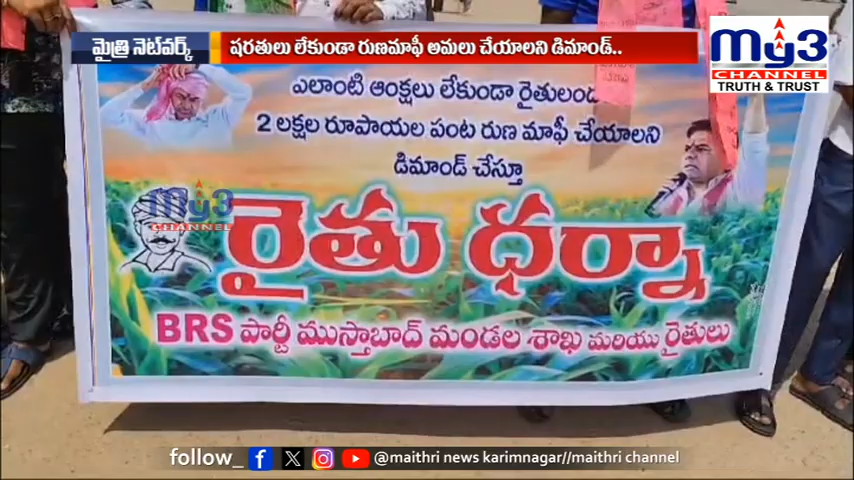 మైత్రి నెట్‌వర్క్
షరతులు లేకుండా రుణమాఫీ అమలు చేయాలని డిమాండ్..
My3
CHANNEL
TRUTH & TRUST
ఎలాంటి ఆంక్షలు లేకుండా రైతులండ
2 లక్షల రూపాయల పంట రుణ మాఫీ చేయాలని
డిమాండ్ చేస్తూ
My3
CHANNEL
రైతు ధర్నా
BRS పార్టీ ముస్తాబాద్ మండల శాఖ మరియు రైతులు
follow_ @maithri news karimnagar//maithri channel